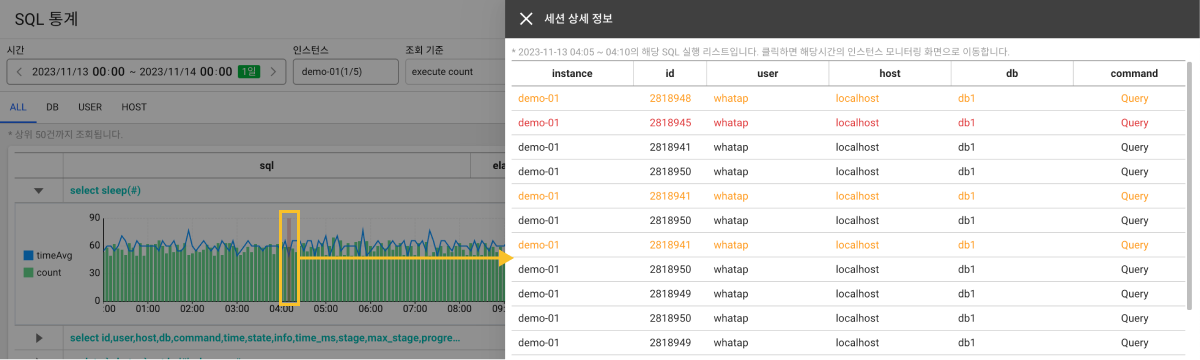 SQL 통계
시간
인스턴스
조회 기준
2023/11/13 00:00 ~ 2023/11/14 00:00 1일
demo-01(1/5)
execute count
ALL DB USER HOST
* 상위 50건까지 조회됩니다.
sql ela
select sleep(#)
90
60
30
0
timeAvg
count
:00 01:00 02:00 03:00 04:00 05:00 06:00 07:00 08:00 09:
select id,user,host,db,command,time,state,info,time_ms,stage,max_stage,progre...
세션 상세 정보
* 2023-11-13 04:05 ~ 04:10의 해당 SQL 실행 리스트입니다. 클릭하면 해당시간의 인스턴스 모니터링 화면으로 이동합니다.
instance id user host db command
demo-01 2818948 whatap localhost db1 Query
demo-01 2818945 whatap localhost db1 Query
demo-01 2818941 whatap localhost db1 Query
demo-01 2818950 whatap localhost db1 Query
demo-01 2818941 whatap localhost db1 Query
demo-01 2818950 whatap localhost db1 Query
demo-01 2818941 whatap localhost db1 Query
demo-01 2818950 whatap localhost db1 Query
demo-01 2818949 whatap localhost db1 Query
demo-01 2818950 whatap localhost db1 Query
demo-01 2818949 whatap localhost db1 Query